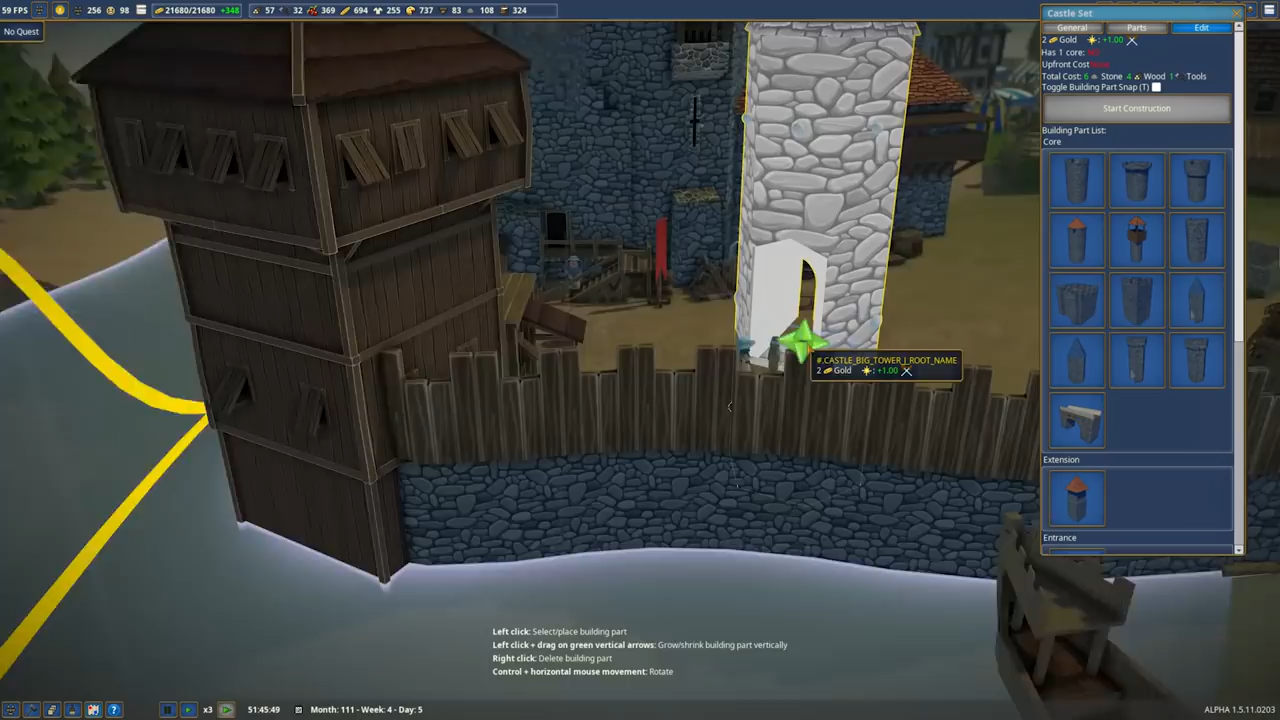 59 FPS
256
98
21680/21680 +348
57
32
369
694
255
737
83
108
324
No Quest
Castle Set
General
Parts
Edit
2 Gold : +1.00
Has 1 core:
Upfront Cost
Total Cost: 6 Stone 4 Wood 1 Tools
Toggle Building Part Snap (T)
Start Construction
Building Part List:
Core
Extension
Entrance
#.CASTLE_BIG_TOWER_J_ROOT_NAME
2 Gold : +1.00
Left click: Select/place building part
Left click + drag on green vertical arrows: Grow/shrink building part vertically
Right click: Delete building part
Control + horizontal mouse movement: Rotate
x3
51:45:49
Month: 111 - Week: 4 - Day: 5
ALPHA 1.5.11.0203